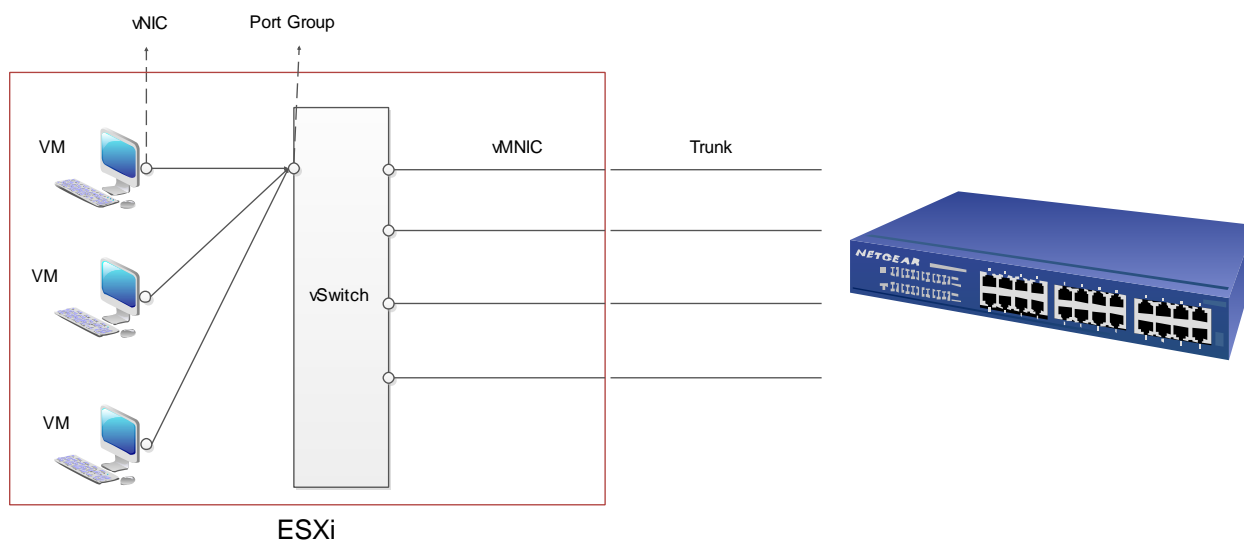 vNIC
Port Group
VM
vMNIC
Trunk
NETGEAR
VM
vSwitch
VM
ESXi